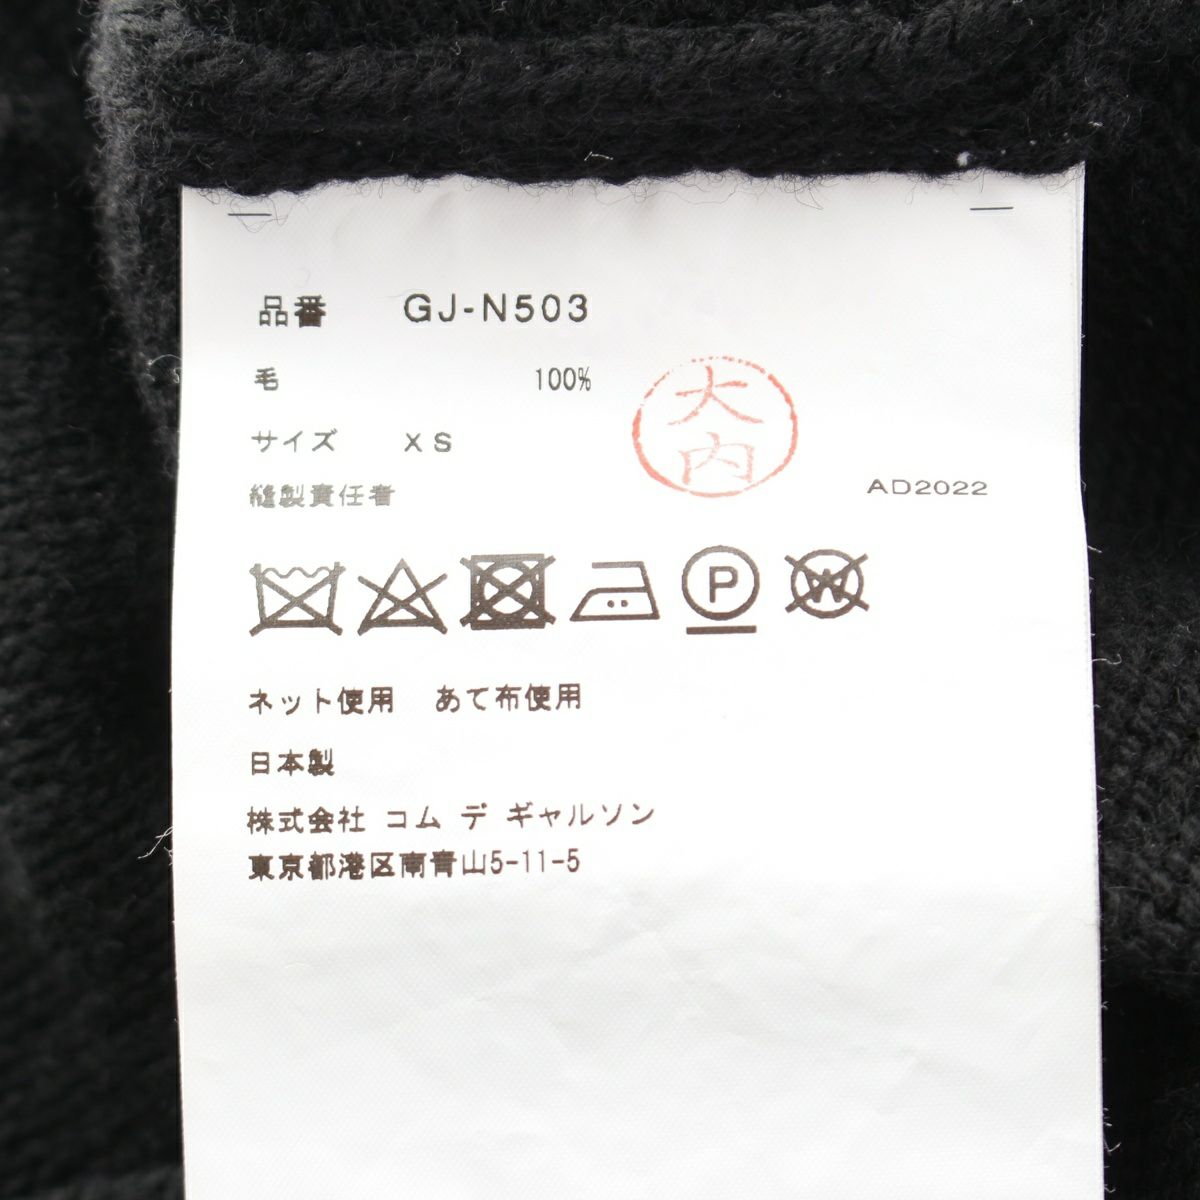 品番 GJ-N503
毛 100%
大内
サイズ XS
縫製責任者
AD2022
P W
ネット使用 あて布使用
日本製
株式会社 コム デ ギャルソン
東京都港区南青山5-11-5